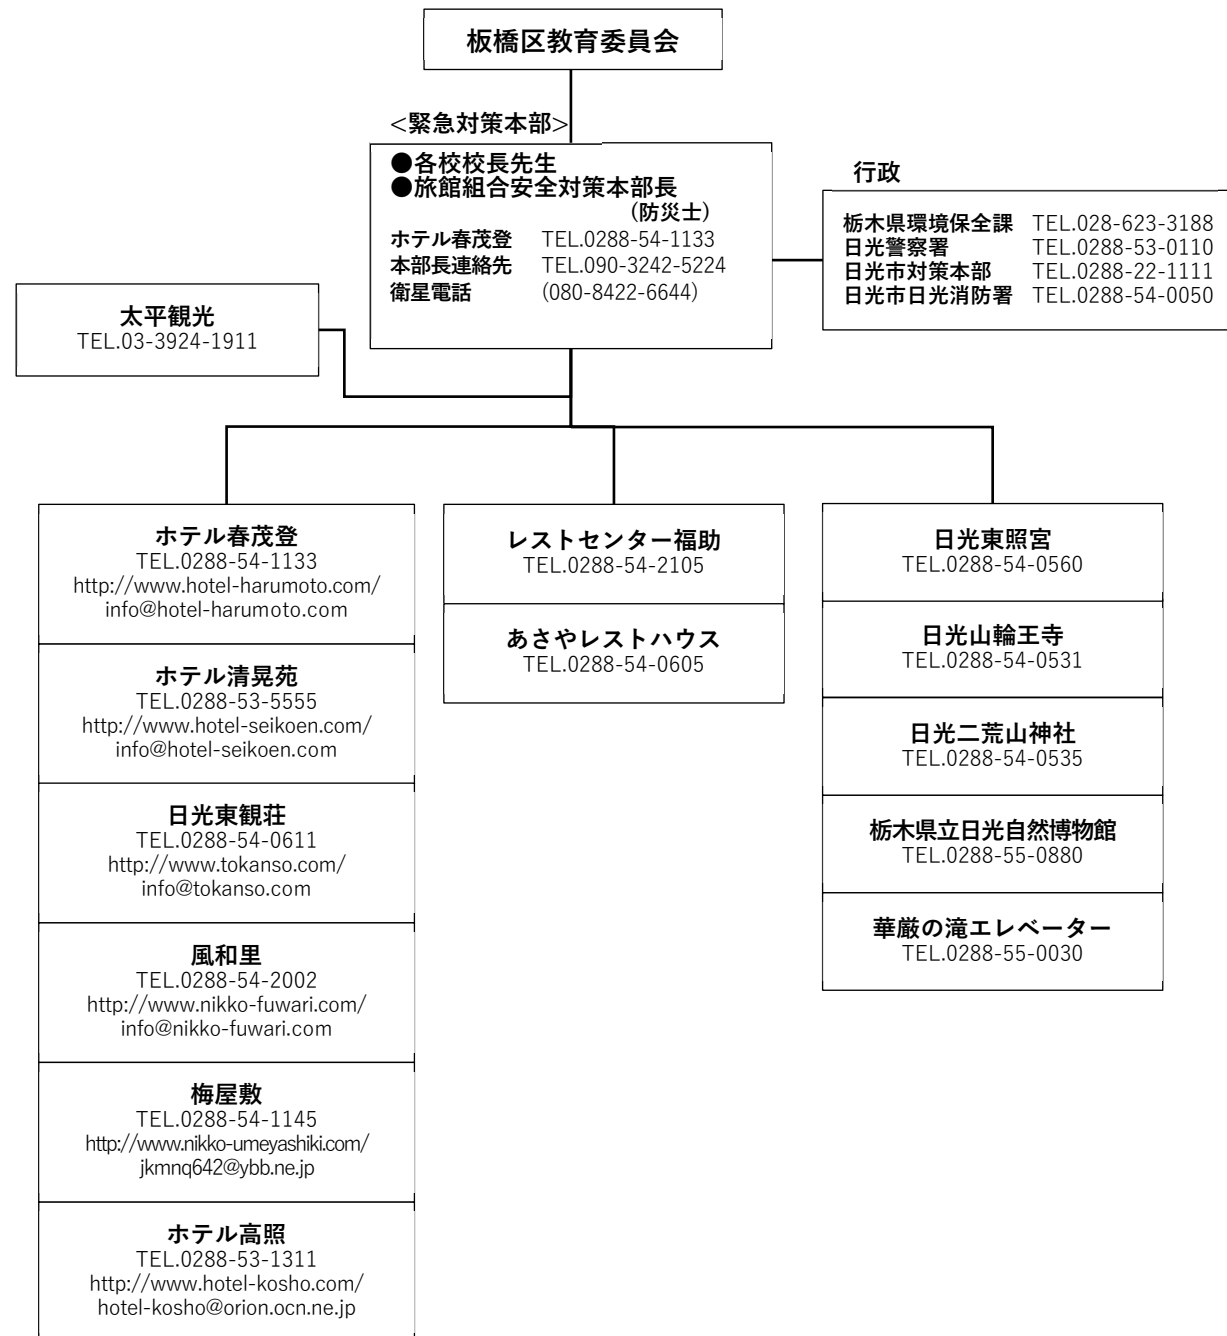 板橋区教育委員会
<緊急対策本部>
●各校校長先生
●旅館組合安全対策本部長
(防災士)
ホテル春茂登 TEL.0288-54-1133
本部長連絡先 TEL.090-3242-5224
衛星電話 (080-8422-6644)
行政
栃木県環境保全課 TEL.028-623-3188
日光警察署 TEL.0288-53-0110
日光市対策本部 TEL.0288-22-1111
日光市日光消防署 TEL.0288-54-0050
太平観光
TEL.03-3924-1911
ホテル春茂登
TEL.0288-54-1133
http://www.hotel-harumoto.com/
info@hotel-harumoto.com
ホテル清晃苑
TEL.0288-53-5555
http://www.hotel-seikoen.com/
info@hotel-seikoen.com
日光東観荘
TEL.0288-54-0611
http://www.tokanso.com/
info@tokanso.com
風和里
TEL.0288-54-2002
http://www.nikko-fuwari.com/
info@nikko-fuwari.com
梅屋敷
TEL.0288-54-1145
http://www.nikko-umeyashiki.com/
jkmnq642@ybb.ne.jp
ホテル高照
TEL.0288-53-1311
http://www.hotel-kosho.com/
hotel-kosho@orion.ocn.ne.jp
レストセンター福助
TEL.0288-54-2105
あさやレストハウス
TEL.0288-54-0605
日光東照宮
TEL.0288-54-0560
日光山輪王寺
TEL.0288-54-0531
日光二荒山神社
TEL.0288-54-0535
栃木県立日光自然博物館
TEL.0288-55-0880
華厳の滝エレベーター
TEL.0288-55-0030